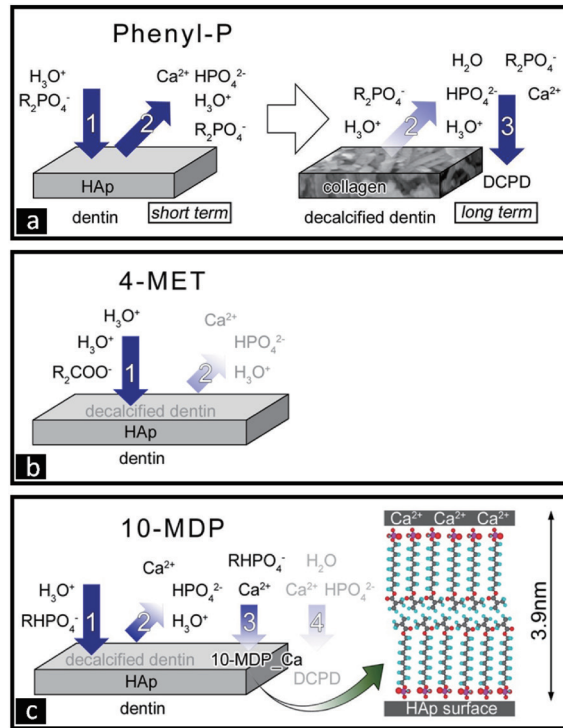 Phenyl-P
H₃O⁺
R₂PO₄⁻
1
2
Ca²⁺ HPO₄²⁻
H₃O⁺
R₂PO₄⁻
HAp
dentin
short term
R₂PO₄⁻
H₃O⁺
2
H₂O R₂PO₄⁻
HPO₄²⁻ Ca²⁺
H₃O⁺
3
DCPD
collagen
decalcified dentin
long term
a
4-MET
H₃O⁺
H₃O⁺
R₂COO⁻
1
2
Ca²⁺
HPO₄²⁻
H₃O⁺
decalcified dentin
HAp
dentin
b
10-MDP
H₃O⁺
RHPO₄⁻
1
2
Ca²⁺
HPO₄²⁻
H₃O⁺
RHPO₄⁻
Ca²⁺
3
H₂O
Ca²⁺ HPO₄²⁻
4
DCPD
decalcified dentin
10-MDP_Ca
HAp
dentin
Ca²⁺ Ca²⁺ Ca²⁺
3.9nm
HAp surface
c